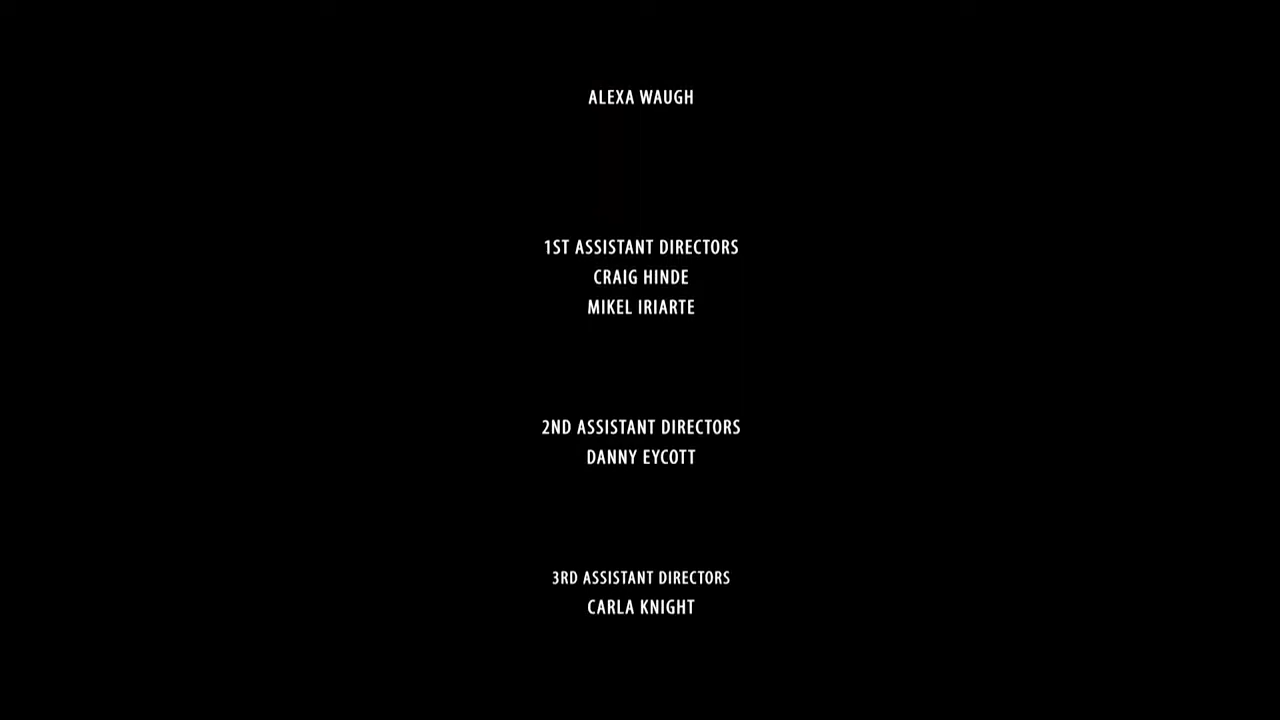 ALEXA WAUGH
1ST ASSISTANT DIRECTORS
CRAIG HINDE
MIKEL IRIARTE
2ND ASSISTANT DIRECTORS
DANNY EYCOTT
3RD ASSISTANT DIRECTORS
CARLA KNIGHT